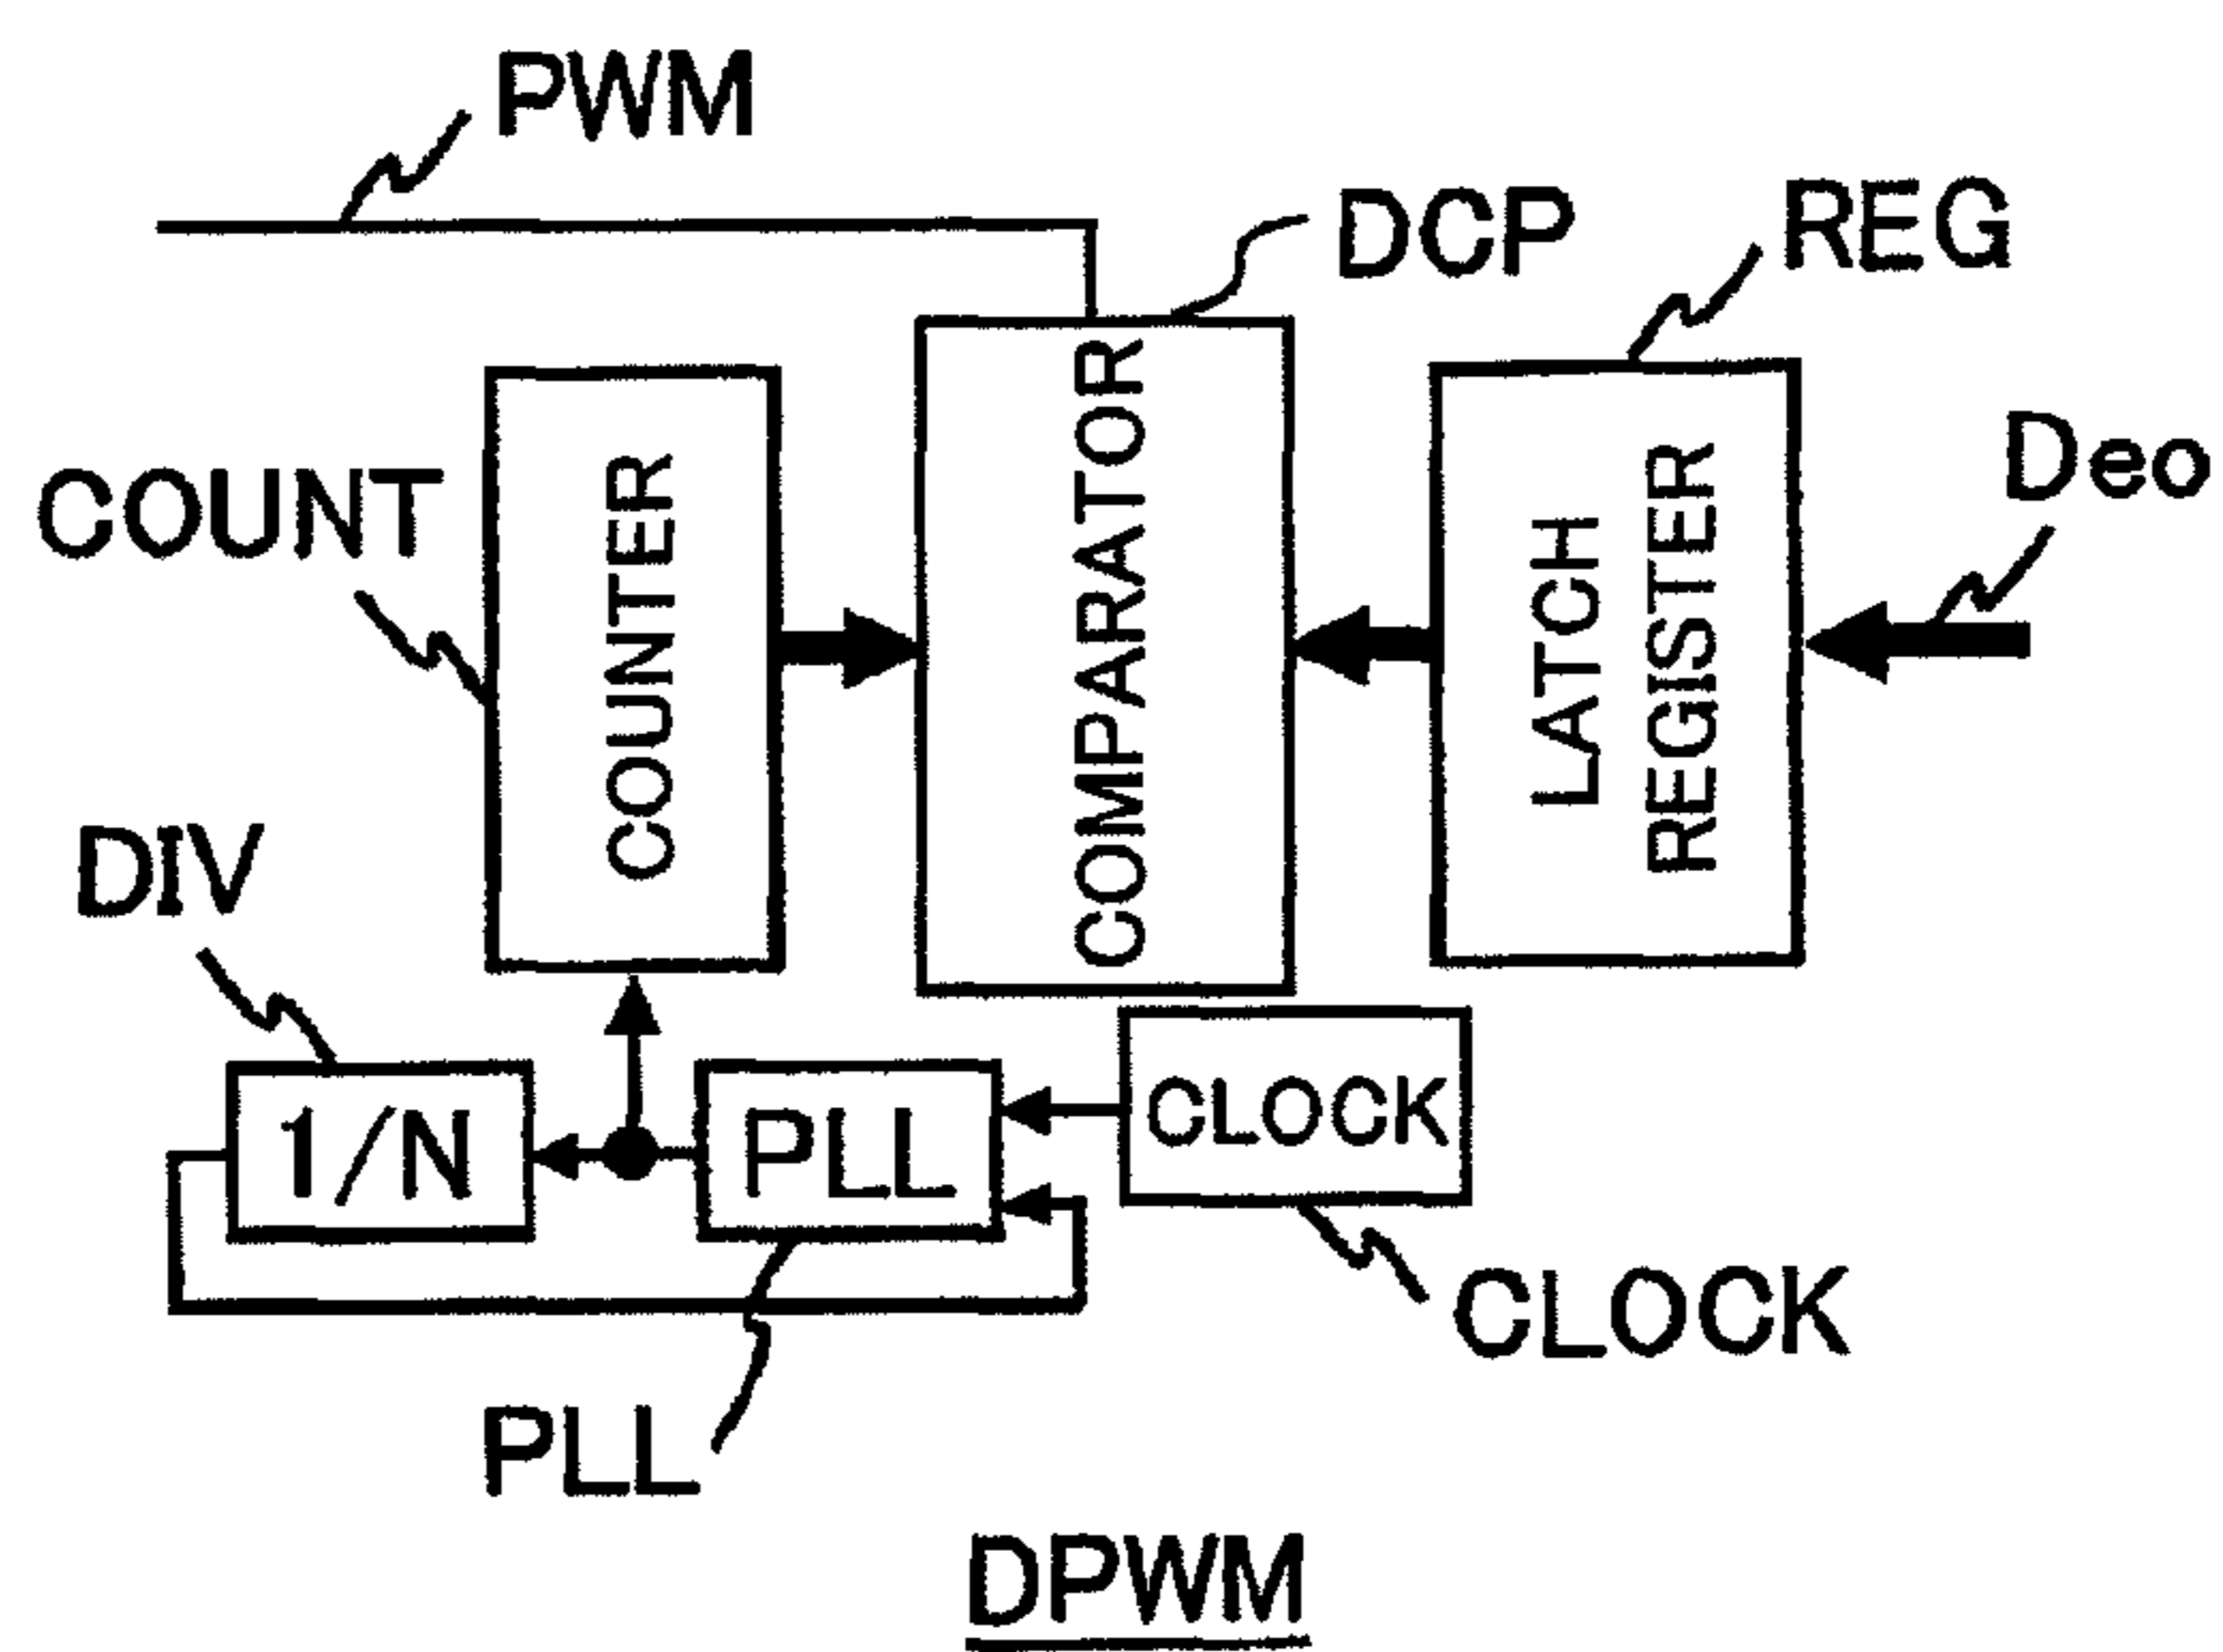 PWM
DCP
REG
COUNT
COUNTER
COMPARATOR
LATCH
REGISTER
Deo
DIV
1/N
PLL
CLOCK
CLOCK
PLL
DPWM